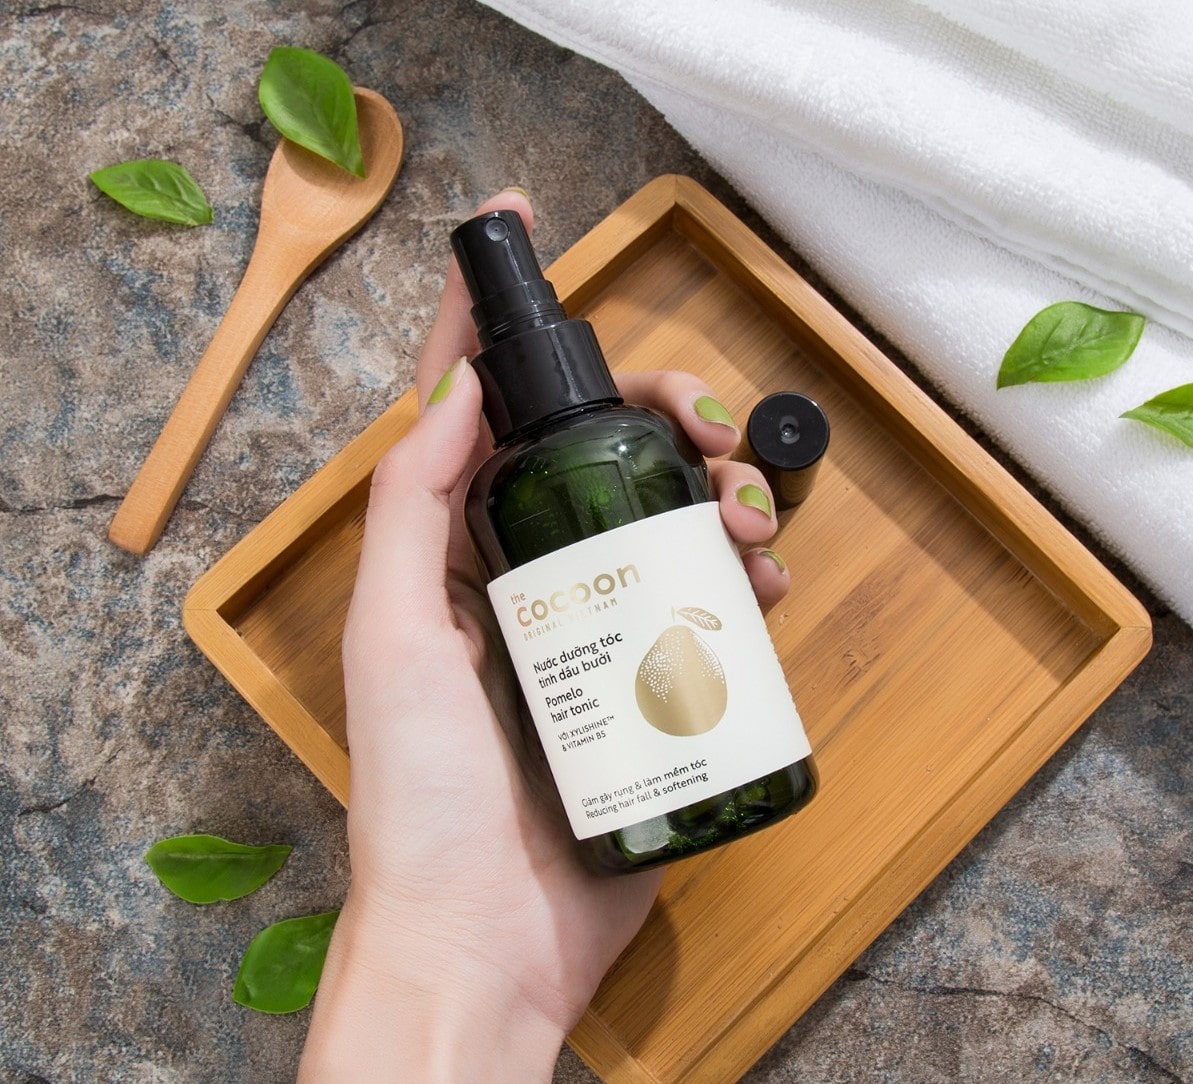 the
cocoon
ORIGINAL VIETNAM
Nước dưỡng tóc
tinh dầu bưởi
Pomelo
hair tonic
VỚI XYLISHINE™
& VITAMIN B5
Giảm gãy rụng & làm mềm tóc
Reducing hair fall & softening